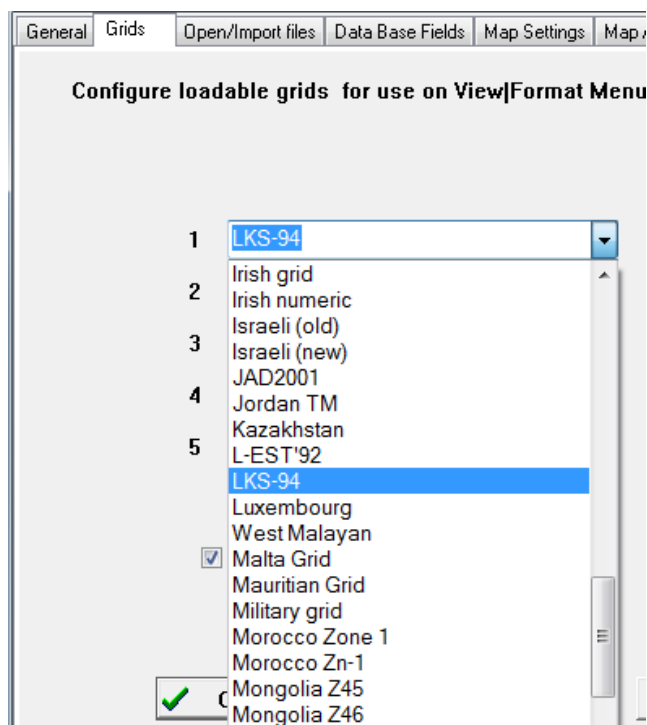 General
Grids
Open/Import files
Data Base Fields
Map Settings
Map
Configure loadable grids for use on View|Format Menu
1
LKS-94
2
3
4
5
Irish grid
Irish numeric
Israeli (old)
Israeli (new)
JAD2001
Jordan TM
Kazakhstan
L-EST'92
LKS-94
Luxembourg
West Malayan
Malta Grid
Mauritian Grid
Military grid
Morocco Zone 1
Morocco Zn-1
Mongolia Z45
Mongolia Z46